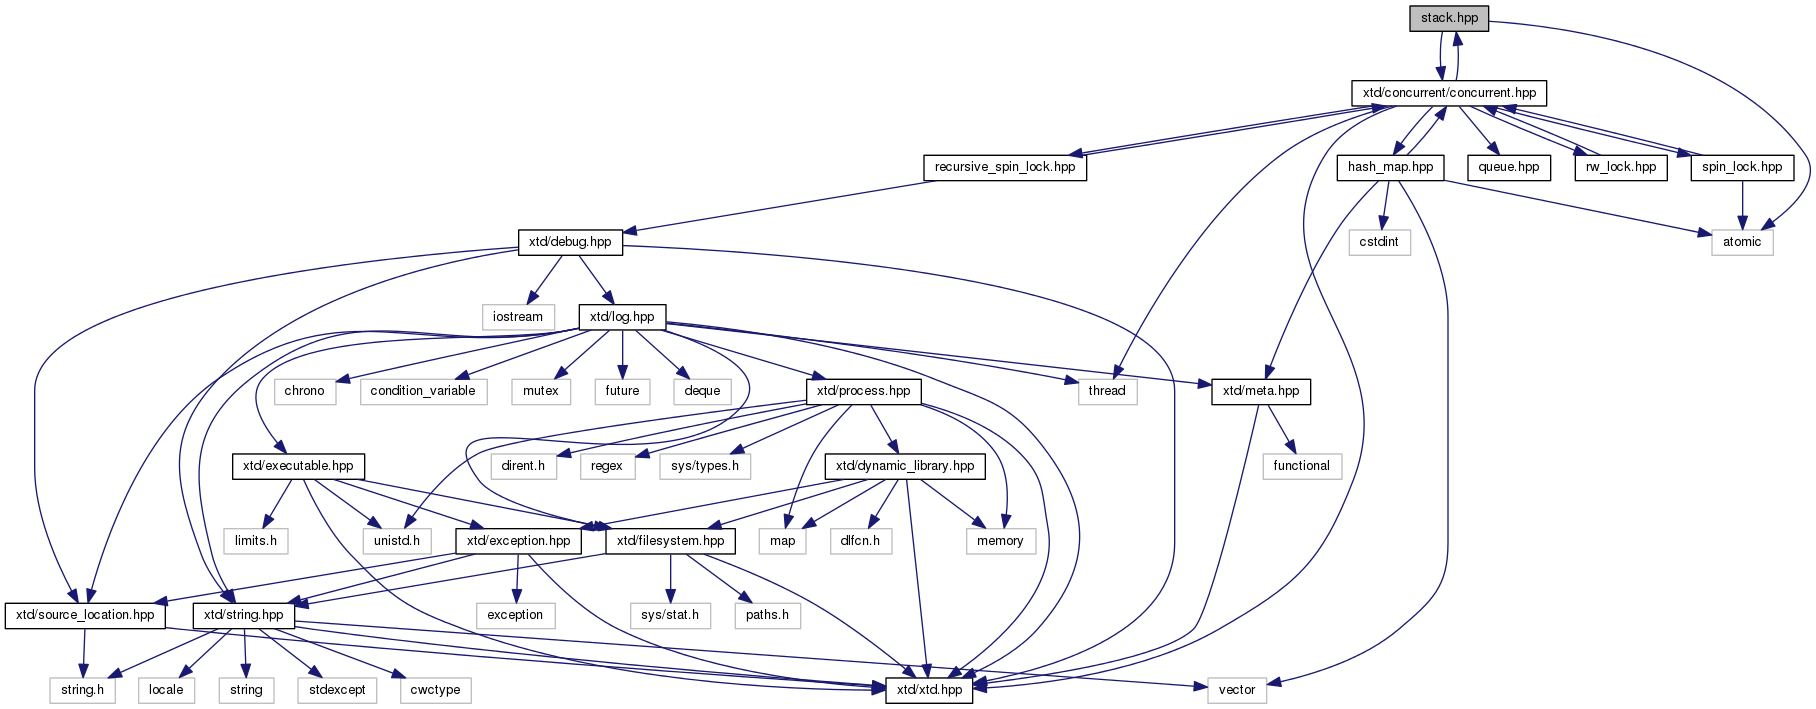 stack.hpp
xtd/concurrent/concurrent.hpp
recursive_spin_lock.hpp
hash_map.hpp
queue.hpp
rw_lock.hpp
spin_lock.hpp
xtd/debug.hpp
cstdint
atomic
iostream
xtd/log.hpp
chrono
condition_variable
mutex
future
deque
xtd/process.hpp
thread
xtd/meta.hpp
xtd/executable.hpp
dirent.h
regex
sys/types.h
xtd/dynamic_library.hpp
functional
limits.h
unistd.h
xtd/exception.hpp
xtd/filesystem.hpp
map
dlfcn.h
memory
xtd/source_location.hpp
xtd/string.hpp
exception
sys/stat.h
paths.h
string.h
locale
string
stdexcept
cwctype
xtd/xtd.hpp
vector